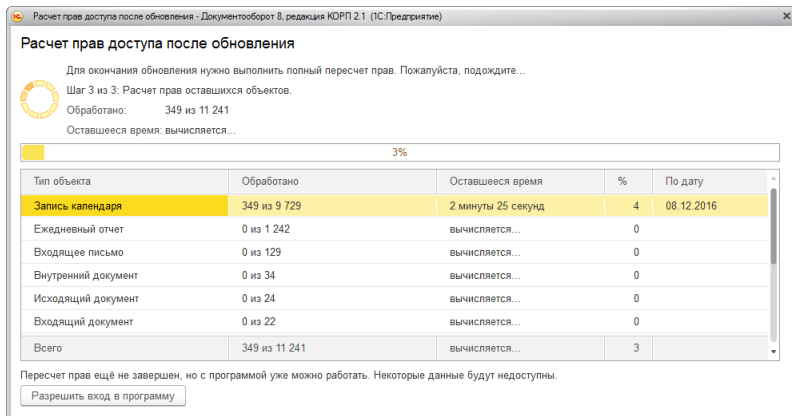 Расчет прав доступа после обновления - Документооборот 8, редакция КОРП 2.1 (1С:Предприятие)
Расчет прав доступа после обновления
Для окончания обновления нужно выполнить полный пересчет прав. Пожалуйста, подождите...
Шаг 3 из 3: Расчет прав оставшихся объектов.
Обработано: 349 из 11 241
Оставшееся время: вычисляется...
3%
Тип объекта Обработано Оставшееся время % По дату
Запись календаря 349 из 9 729 2 минуты 25 секунд 4 08.12.2016
Ежедневный отчет 0 из 1 242 вычисляется... 0
Входящее письмо 0 из 129 вычисляется... 0
Внутренний документ 0 из 34 вычисляется... 0
Исходящий документ 0 из 24 вычисляется... 0
Входящий документ 0 из 22 вычисляется... 0
Всего 349 из 11 241 вычисляется... 3
Пересчет прав ещё не завершен, но с программой уже можно работать. Некоторые данные будут недоступны.
Разрешить вход в программу